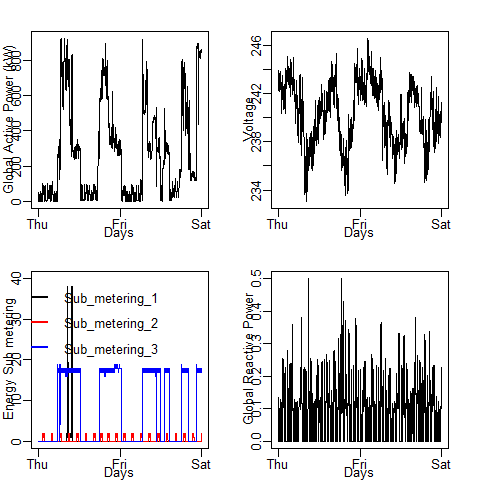 Global Active Power (kW)
0
200
400
600
800
Thu
Fri
Sat
Days
Voltage
234
238
242
246
Thu
Fri
Sat
Days
Energy Sub metering
0
10
20
30
40
Sub_metering_1
Sub_metering_2
Sub_metering_3
Thu
Fri
Sat
Days
Global Reactive Power
0.0
0.1
0.2
0.3
0.4
0.5
Thu
Fri
Sat
Days